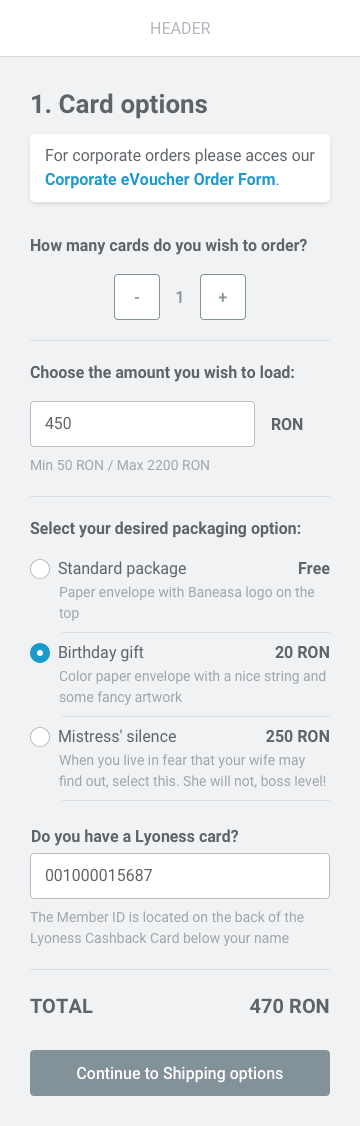 HEADER
1. Card options
For corporate orders please acces our
Corporate eVoucher Order Form.
How many cards do you wish to order?
- 1 +
Choose the amount you wish to load:
450 RON
Min 50 RON / Max 2200 RON
Select your desired packaging option:
Standard package Free
Paper envelope with Baneasa logo on the
top
Birthday gift 20 RON
Color paper envelope with a nice string and
some fancy artwork
Mistress' silence 250 RON
When you live in fear that your wife may
find out, select this. She will not, boss level!
Do you have a Lyoness card?
001000015687
The Member ID is located on the back of the
Lyoness Cashback Card below your name
TOTAL 470 RON
Continue to Shipping options